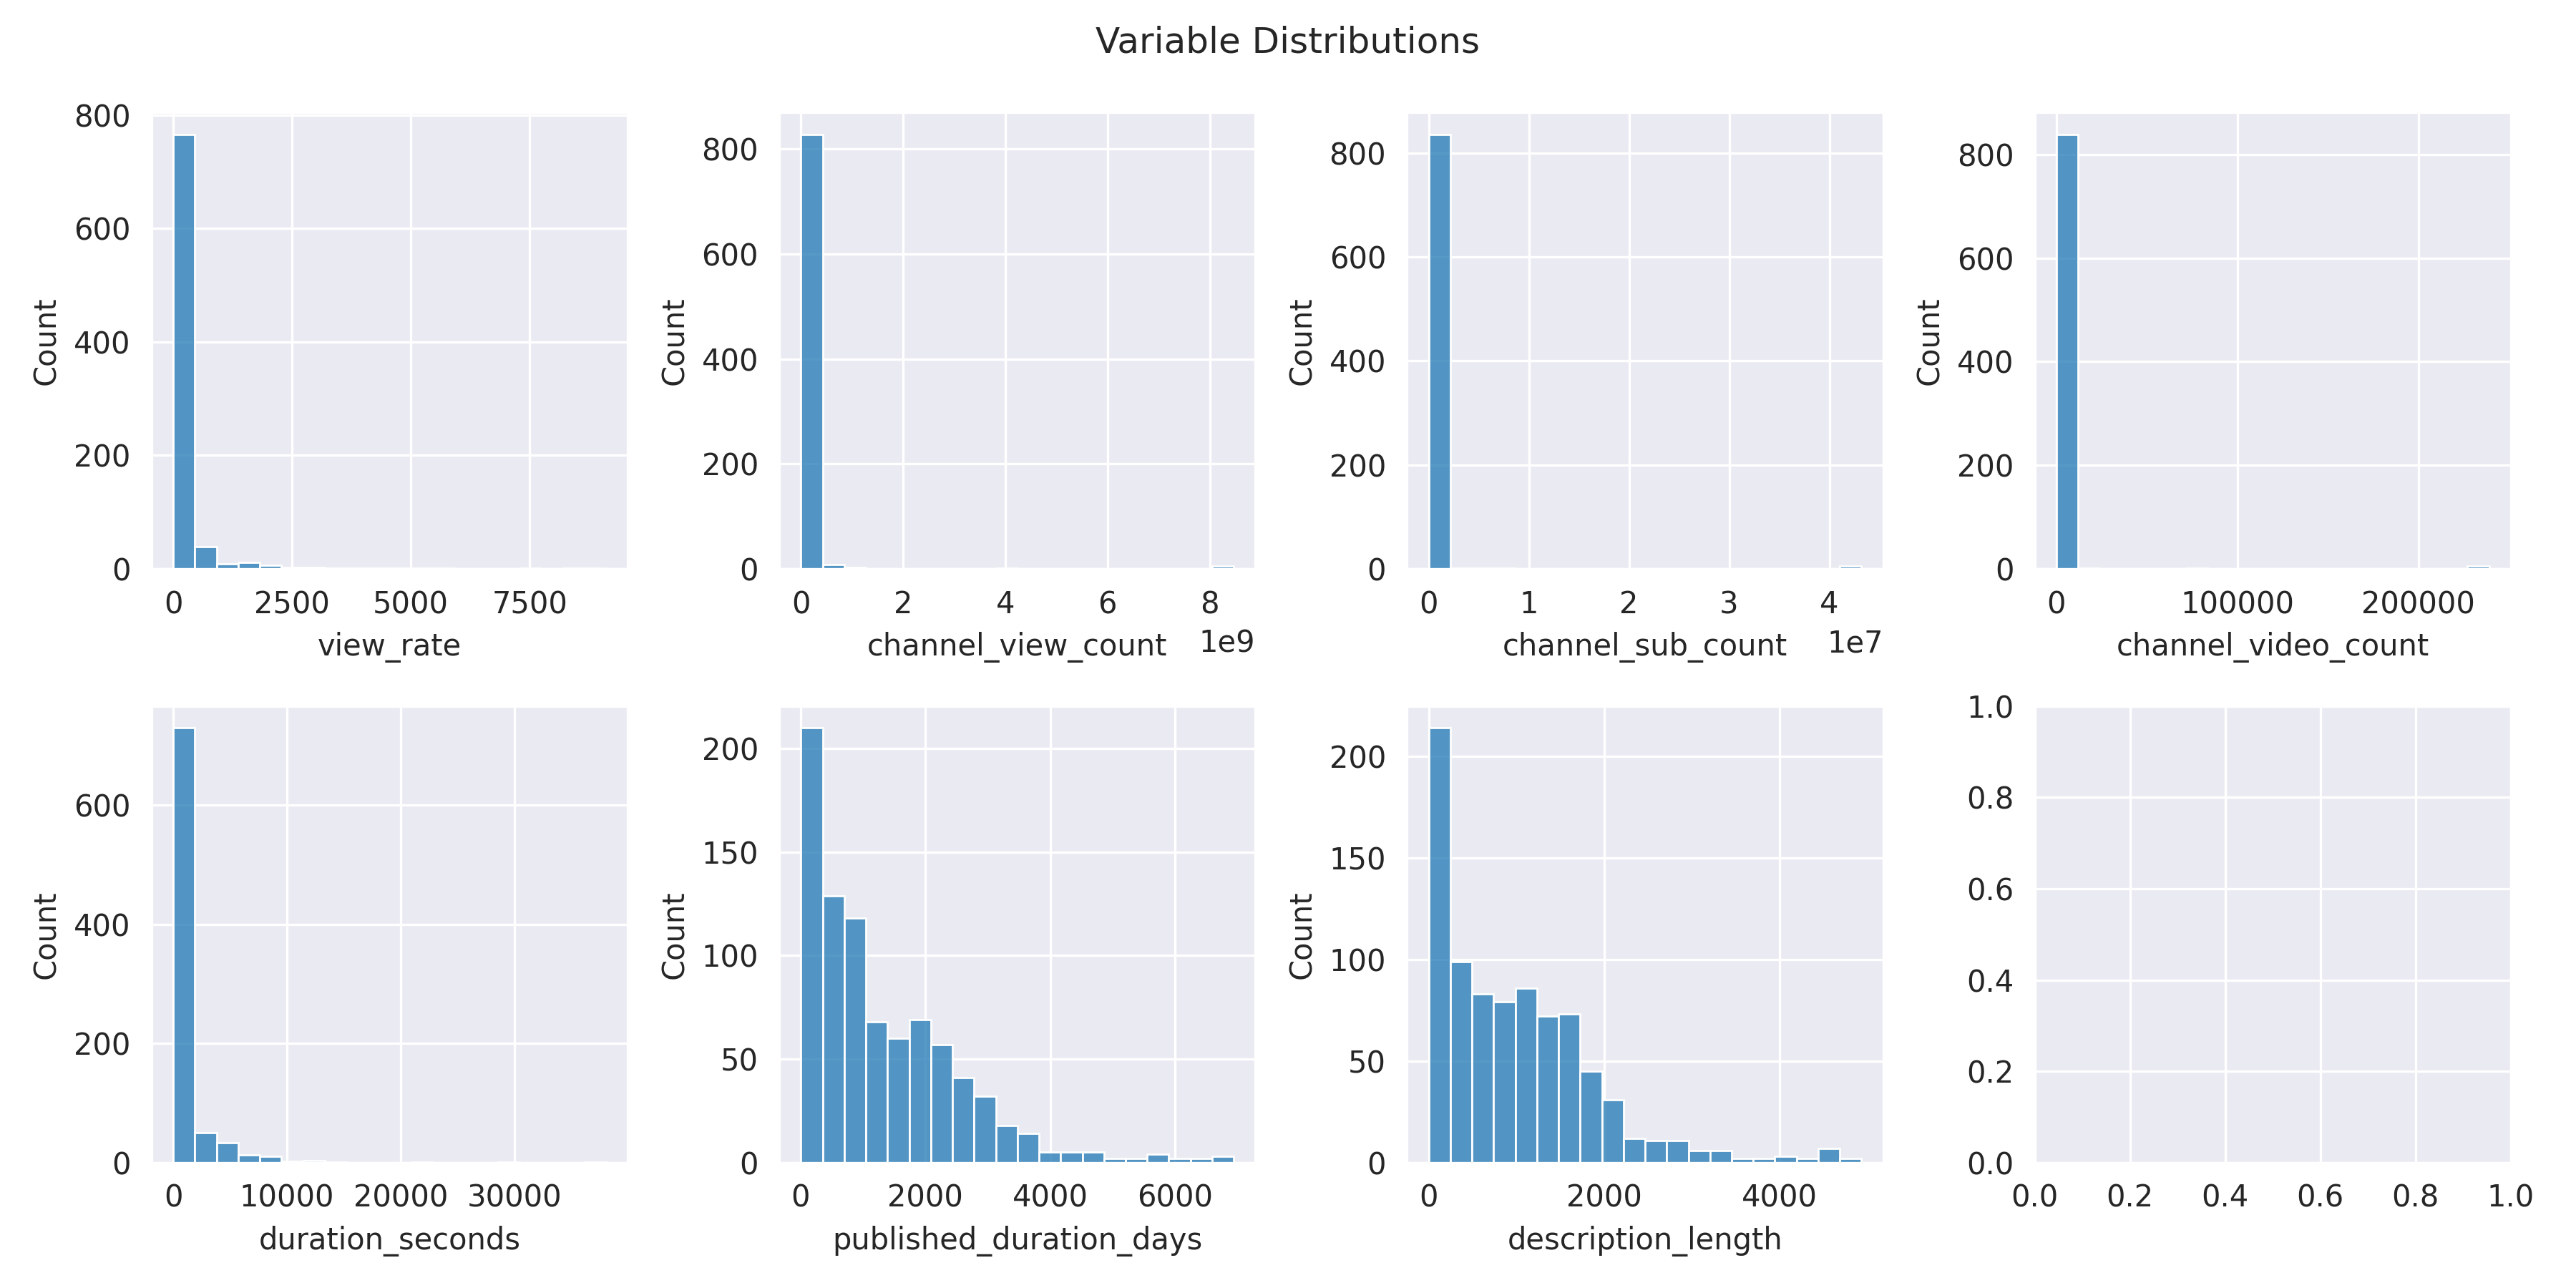 Variable Distributions
800
600
400
200
0
Count
0 2500 5000 7500
view_rate
800
600
400
200
0
Count
0 2 4 6 8
1e9
channel_view_count
800
600
400
200
0
Count
0 1 2 3 4
1e7
channel_sub_count
800
600
400
200
0
Count
0 100000 200000
channel_video_count
600
400
200
0
Count
0 10000 20000 30000
duration_seconds
200
150
100
50
0
Count
0 2000 4000 6000
published_duration_days
200
150
100
50
0
Count
0 2000 4000
description_length
1.0
0.8
0.6
0.4
0.2
0.0
0.0 0.2 0.4 0.6 0.8 1.0